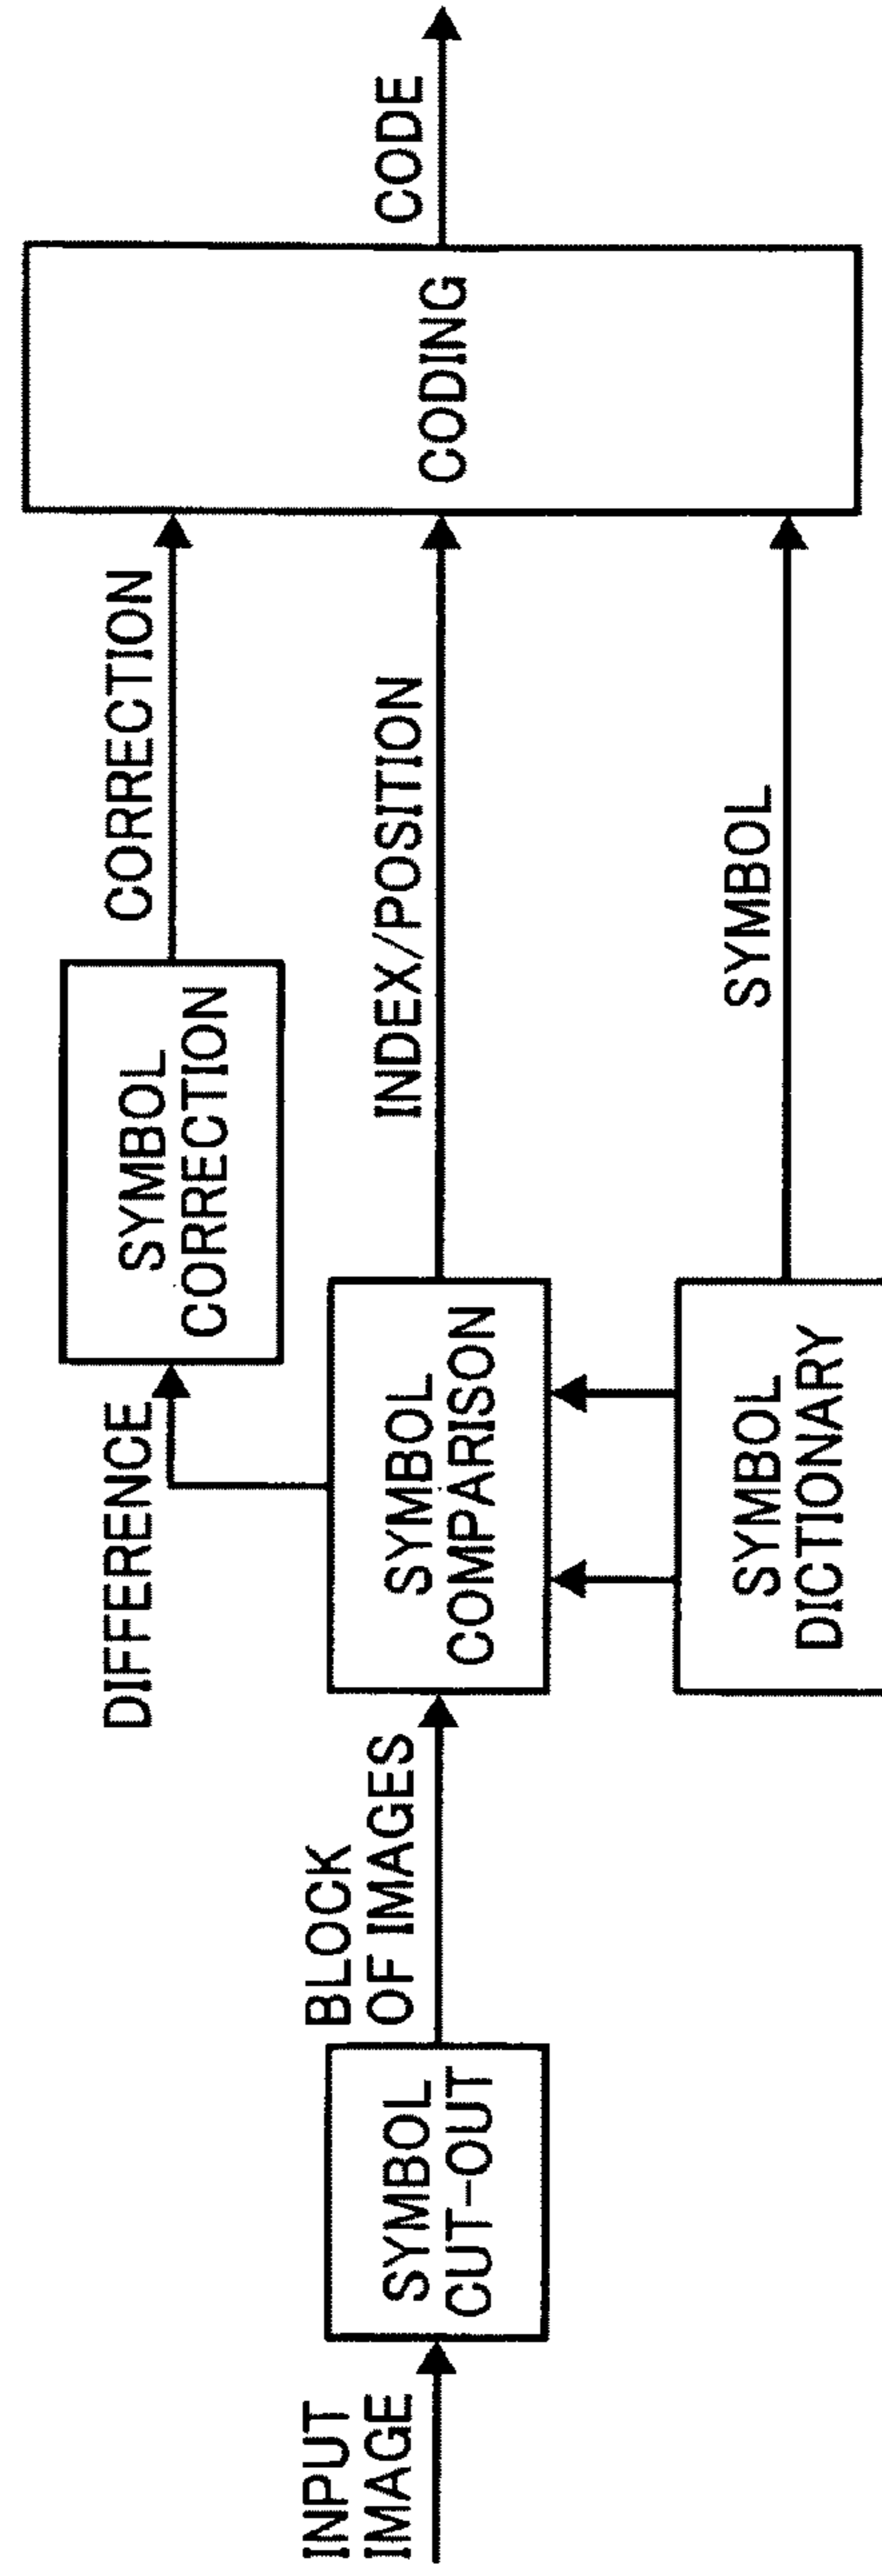 INPUT
IMAGE
SYMBOL
CUT-OUT
BLOCK
OF IMAGES
SYMBOL
COMPARISON
DIFFERENCE
SYMBOL
CORRECTION
CORRECTION
INDEX/POSITION
SYMBOL
DICTIONARY
SYMBOL
CODING
CODE